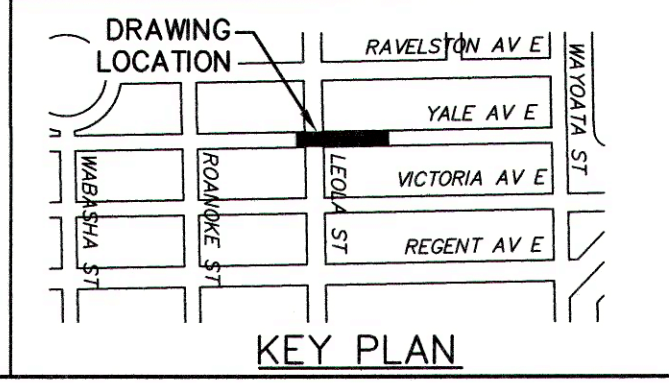 DRAWING
LOCATION
RAVELSTON AV E
WAYOATA ST
YALE AV E
WABASHA ST
ROANOKE ST
LEOLA ST
VICTORIA AV E
REGENT AV E
KEY PLAN